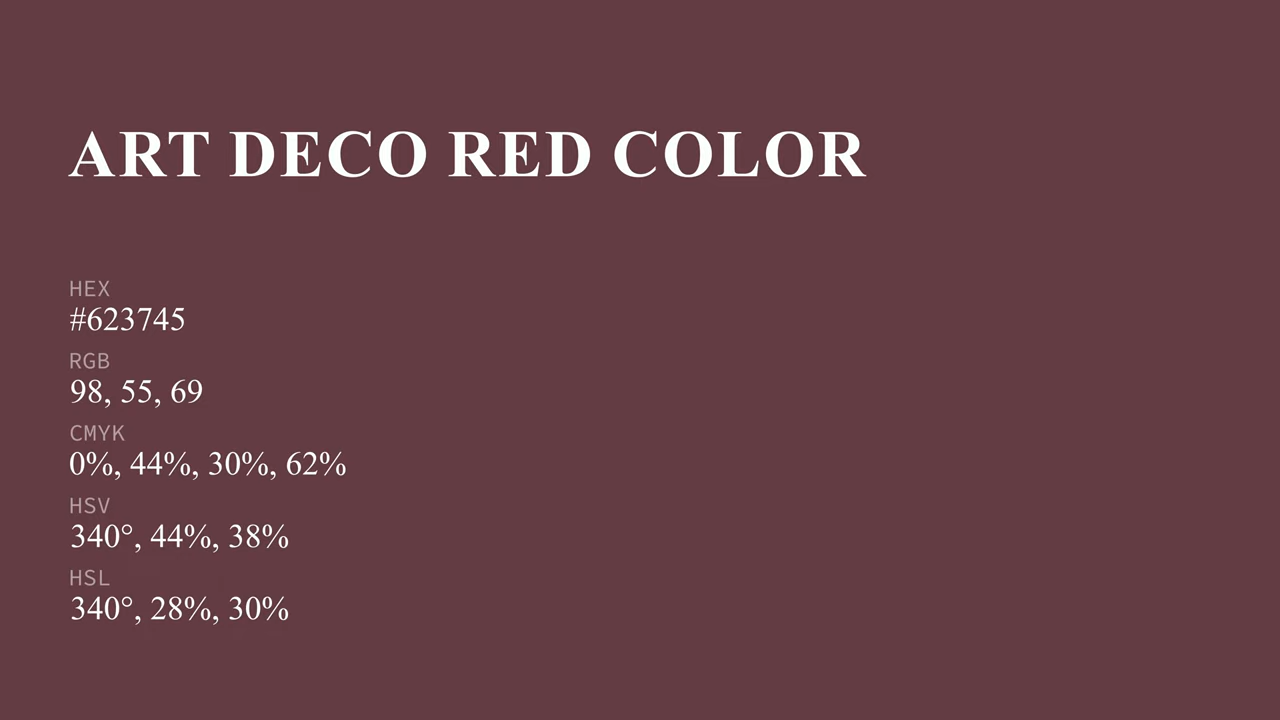 ART DECO RED COLOR
HEX
#623745
RGB
98, 55, 69
CMYK
0%, 44%, 30%, 62%
HSV
340°, 44%, 38%
HSL
340°, 28%, 30%